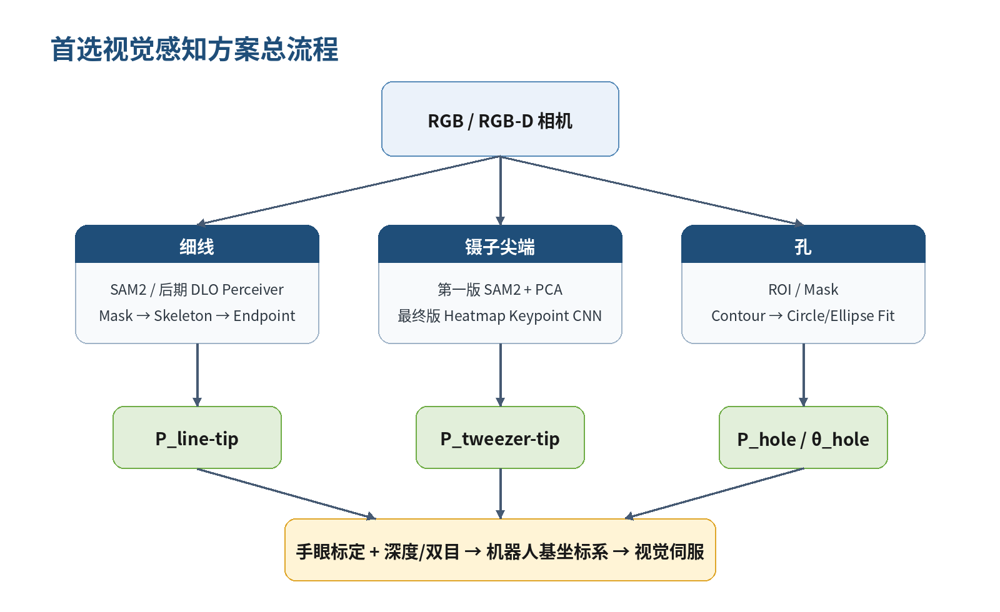 首选视觉感知方案总流程
RGB / RGB-D 相机
细线
SAM2 / 后期 DLO Perceiver
Mask → Skeleton → Endpoint
镊子尖端
第一版 SAM2 + PCA
最终版 Heatmap Keypoint CNN
孔
ROI / Mask
Contour → Circle/Ellipse Fit
P_line-tip
P_tweezer-tip
P_hole / θ_hole
手眼标定 + 深度/双目 → 机器人基坐标系 → 视觉伺服